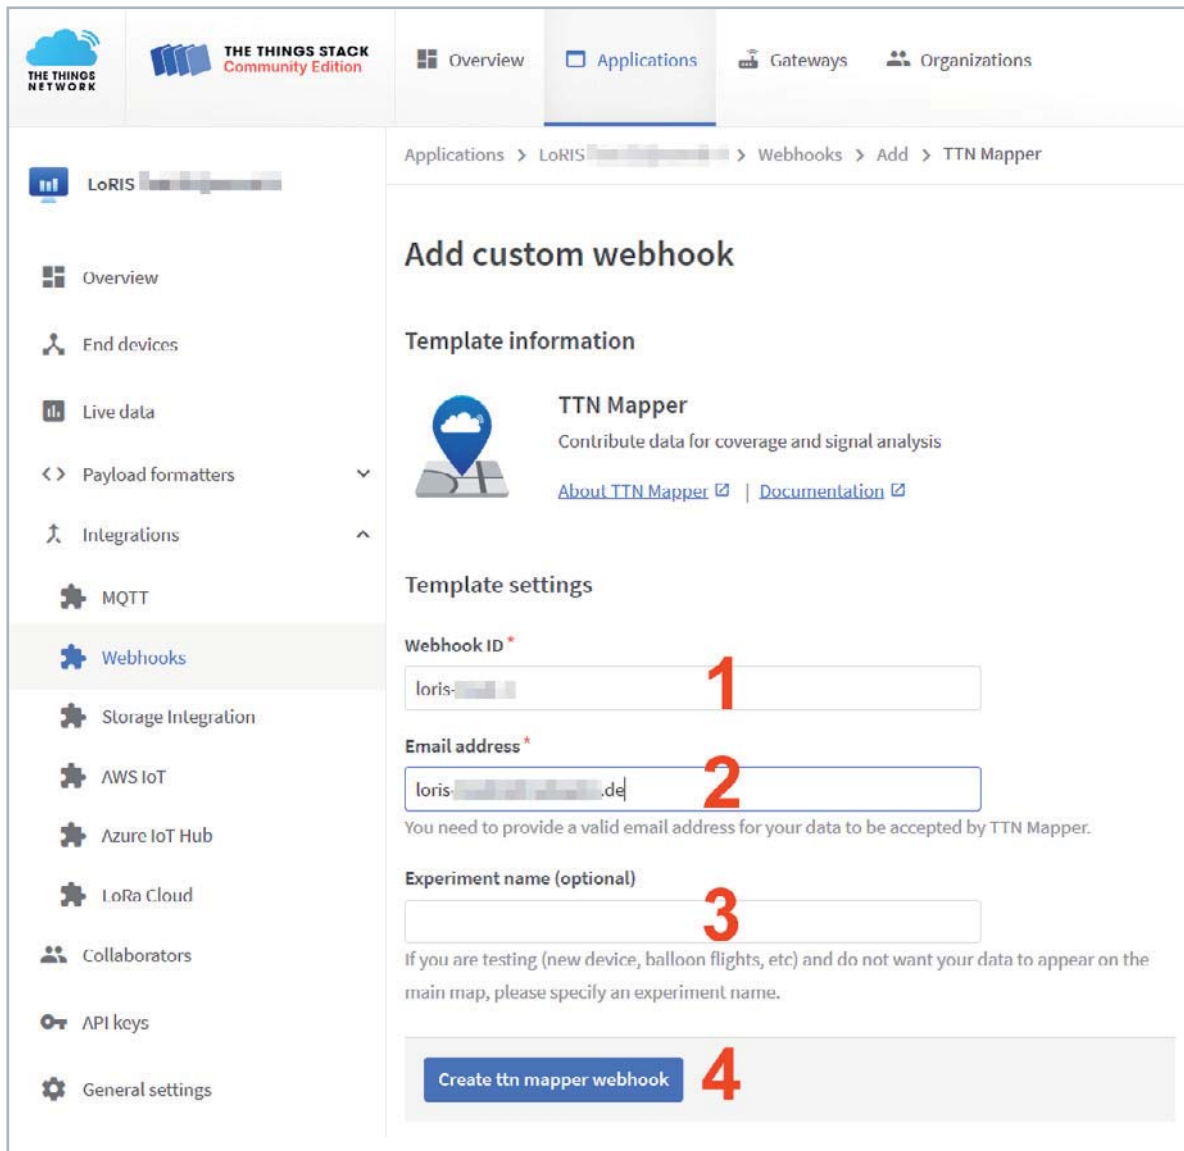 THE THINGS
NETWORK
THE THINGS STACK
Community Edition
Overview
Applications
Gateways
Organizations
LoRIS
Overview
End devices
Live data
Payload formatters
Integrations
MQTT
Webhooks
Storage Integration
AWS IoT
Azure IoT Hub
LoRa Cloud
Collaborators
API keys
General settings
Applications > LoRIS > Webhooks > Add > TTN Mapper
Add custom webhook
Template information
TTN Mapper
Contribute data for coverage and signal analysis
About TTN Mapper | Documentation
Template settings
Webhook ID *
loris-
1
Email address *
loris- .de
2
You need to provide a valid email address for your data to be accepted by TTN Mapper.
Experiment name (optional)
3
If you are testing (new device, balloon flights, etc) and do not want your data to appear on the
main map, please specify an experiment name.
Create ttn mapper webhook
4